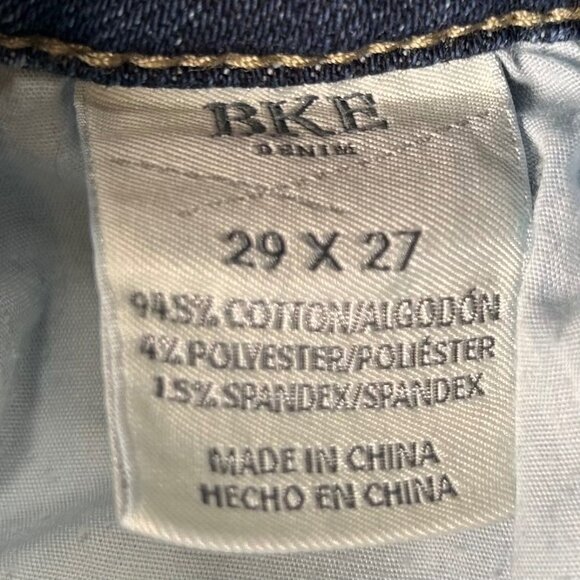 BKE
DENIM
29 X 27
94.5% COTTON/ALGODÓN
4% POLYESTER/POLIÉSTER
1.5% SPANDEX/SPANDEX
MADE IN CHINA
HECHO EN CHINA